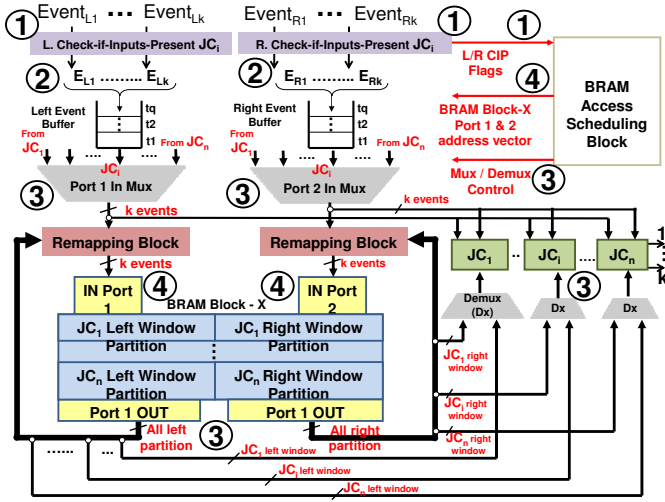 Event_L1 ... Event_Lk
Event_R1 ... Event_Rk
1
L. Check-if-Inputs-Present JC_i
R. Check-if-Inputs-Present JC_i
1
1
L/R CIP
Flags
2
E_L1 ......... E_Lk
2
E_R1 ......... E_Rk
4
BRAM Block-X
Port 1 & 2
address vector
BRAM
Access
Scheduling
Block
Left Event
Buffer
tq
t2
t1
Right Event
Buffer
tq
t2
t1
From
JC_1
....
....
From JC_n
From
JC_1
....
....
From JC_n
Mux / Demux
Control
3
JC_i
Port 1 In Mux
3
JC_i
Port 2 In Mux
3
k events
k events
Remapping Block
Remapping Block
k events
k events
JC_1
..
JC_i
....
JC_n
1
k
3
IN Port
1
4
BRAM Block - X
IN Port
2
4
Demux
(Dx)
Dx
Dx
JC_1 Left Window
Partition
JC_1 Right Window
Partition
JC_n Left Window
Partition
JC_n Right Window
Partition
JC_1 right
window
JC_i right
window
JC_n right
window
Port 1 OUT
Port 1 OUT
All left
partition
3
All right
partition
......
...
JC_1 left window
JC_i left window
JC_n left window